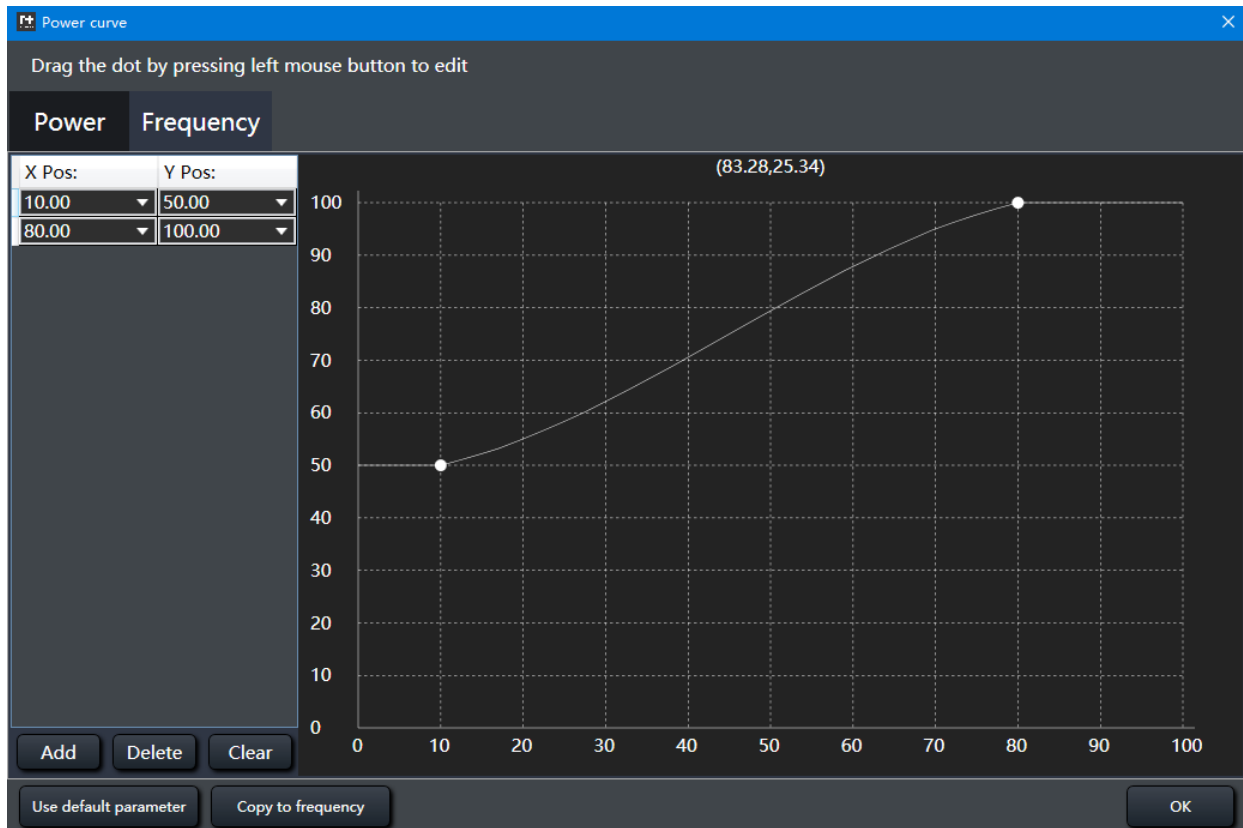 Power curve
Drag the dot by pressing left mouse button to edit
Power Frequency
X Pos: Y Pos:
10.00 50.00
80.00 100.00
(83.28,25.34)
100
90
80
70
60
50
40
30
20
10
0
0 10 20 30 40 50 60 70 80 90 100
Add Delete Clear
Use default parameter Copy to frequency OK